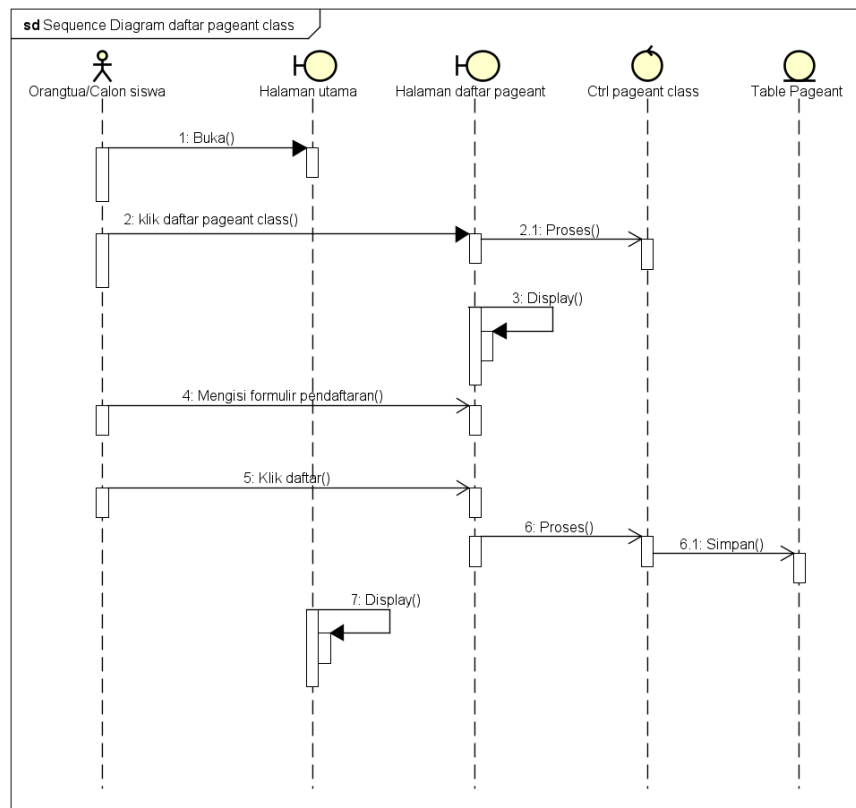 sd Sequence Diagram daftar pageant class
Orangtua/Calon siswa
Halaman utama
Halaman daftar pageant
Ctrl pageant class
Table Pageant
1: Buka()
2: klik daftar pageant class()
2.1: Proses()
3: Display()
4: Mengisi formulir pendaftaran()
5: Klik daftar()
6: Proses()
6.1: Simpan()
7: Display()